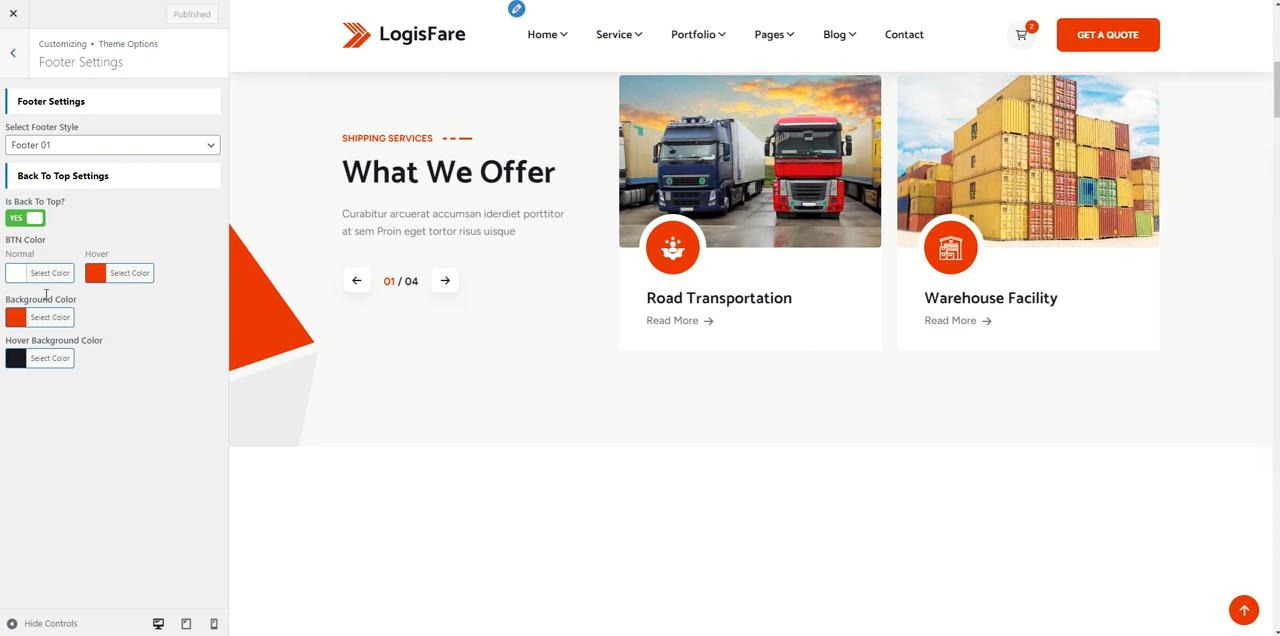 Published
Customizing • Theme Options
Footer Settings
Footer Settings
Select Footer Style
Footer 01
Back To Top Settings
Is Back To Top?
YES
BTN Color
Normal Hover
Select Color Select Color
Background Color
Select Color
Hover Background Color
Select Color
Hide Controls
LogisFare
Home Service Portfolio Pages Blog Contact
2
GET A QUOTE
SHIPPING SERVICES
What We Offer
Curabitur arcuerat accumsan iderdiet porttitor
at sem Proin eget tortor risus uisque
01 / 04
Road Transportation
Read More
Warehouse Facility
Read More